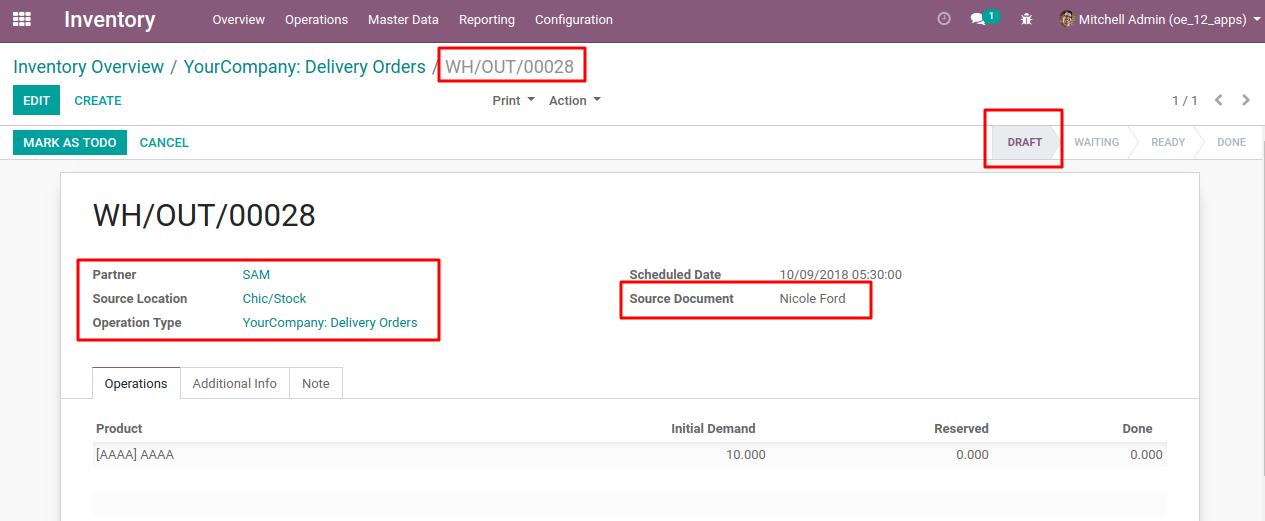 Inventory Overview Operations Master Data Reporting Configuration 1 Mitchell Admin (oe_12_apps)
Inventory Overview / YourCompany: Delivery Orders / WH/OUT/00028
EDIT CREATE Print Action 1 / 1
MARK AS TODO CANCEL DRAFT WAITING READY DONE
WH/OUT/00028
Partner SAM Scheduled Date 10/09/2018 05:30:00
Source Location Chic/Stock Source Document Nicole Ford
Operation Type YourCompany: Delivery Orders
Operations Additional Info Note
Product Initial Demand Reserved Done
[AAAA] AAAA 10.000 0.000 0.000